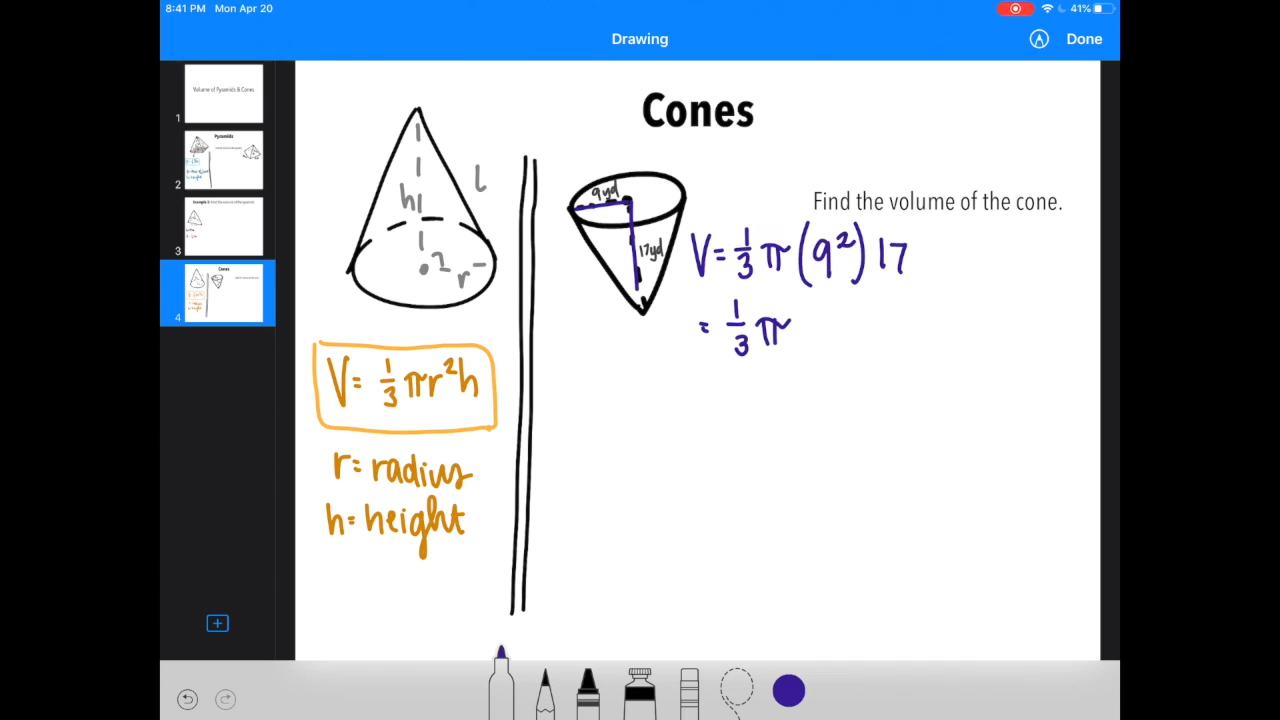 8:41 PM Mon Apr 20
41%
Drawing
Done
Volume of Pyramids & Cones
1
Pyramids
2
3
Cones
4
Cones
h
l
r
9yd
17yd
Find the volume of the cone.
V = 1/3 π (9²) 17
= 1/3 π
V = 1/3 πr²h
r = radius
h = height